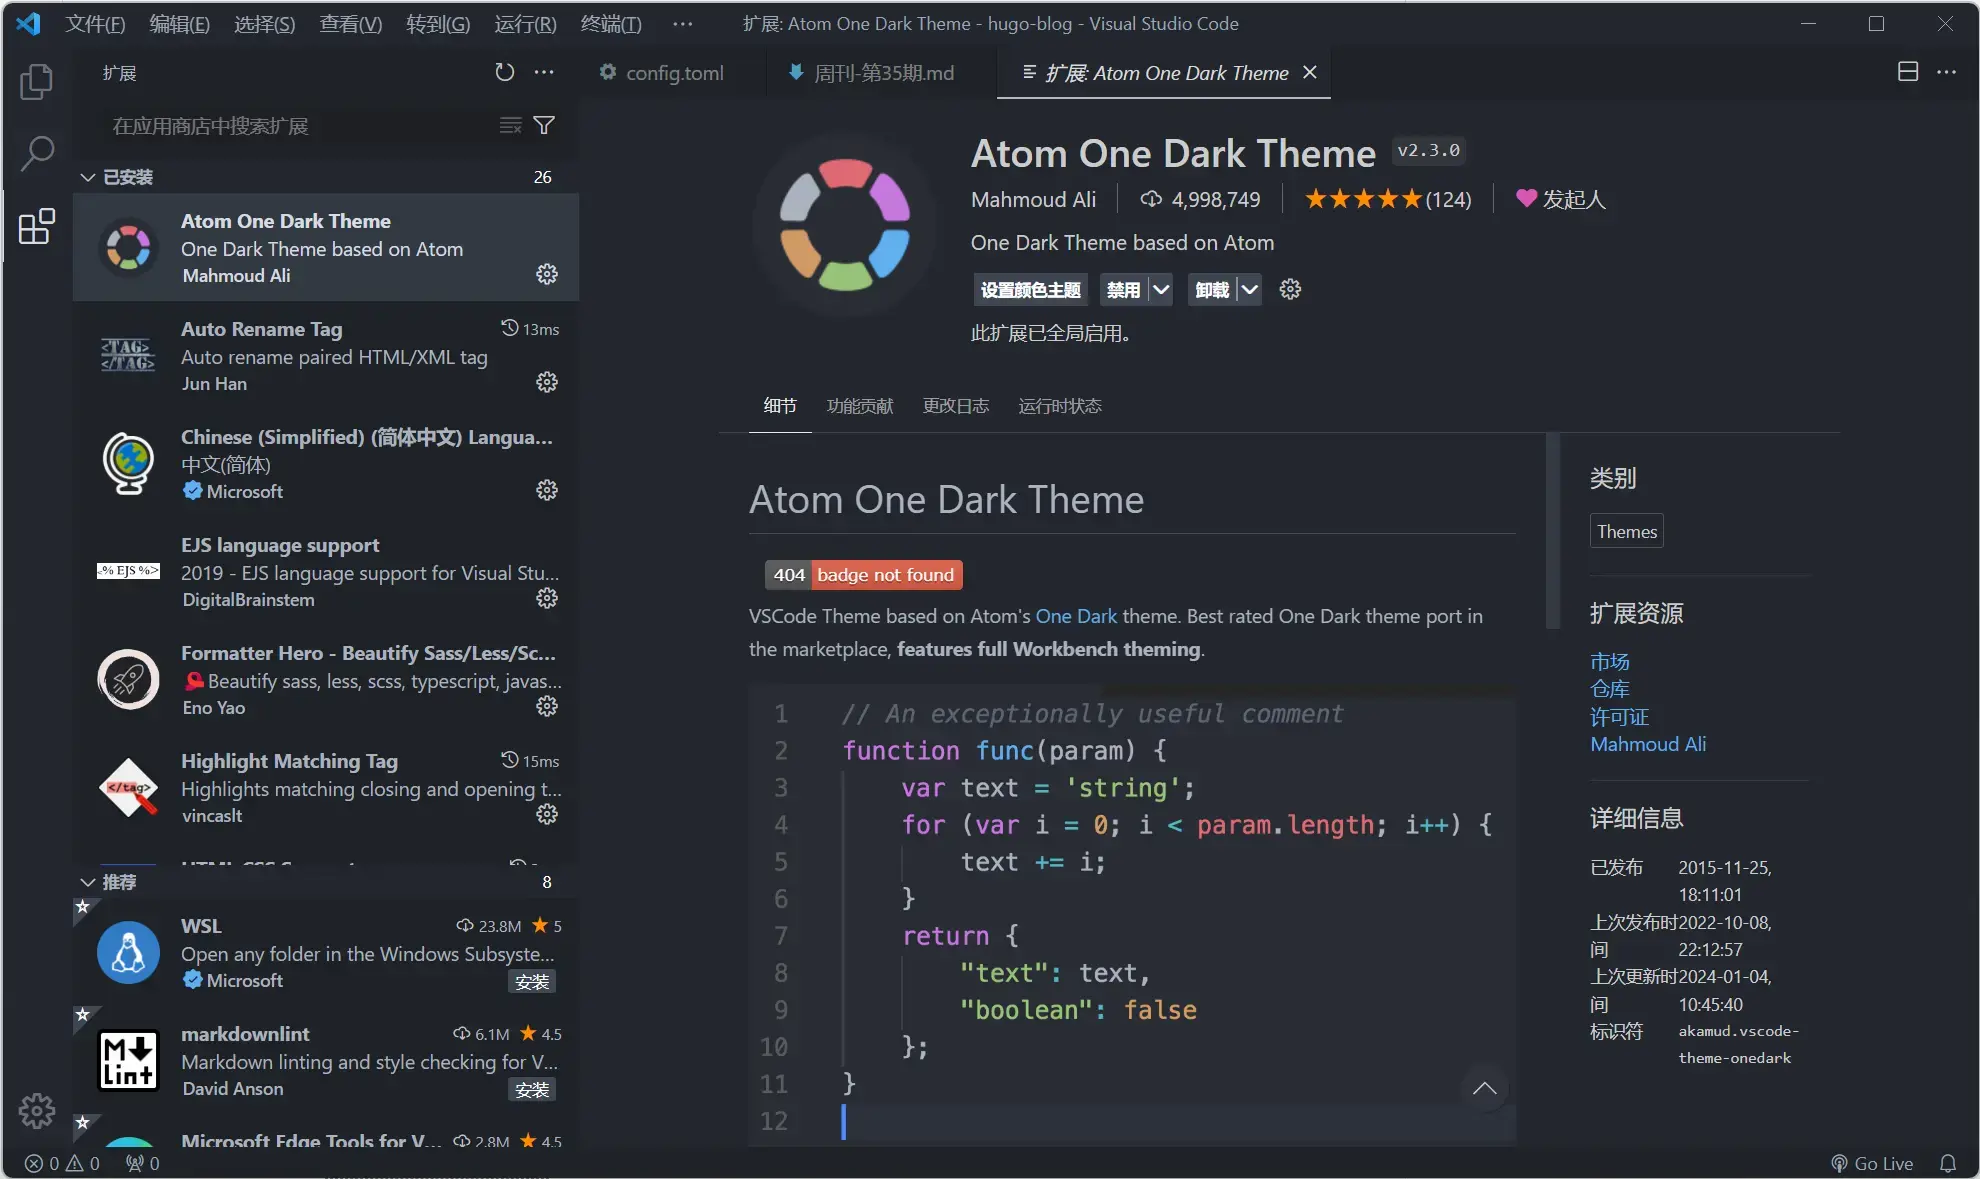 文件(F) 编辑(E) 选择(S) 查看(V) 转到(G) 运行(R) 终端(T) ··· 扩展: Atom One Dark Theme - hugo-blog - Visual Studio Code
扩展
config.toml
周刊-第35期.md
扩展: Atom One Dark Theme
在应用商店中搜索扩展
已安装 26
Atom One Dark Theme
One Dark Theme based on Atom
Mahmoud Ali
Auto Rename Tag 13ms
<TAG>
</TAG>
Auto rename paired HTML/XML tag
Jun Han
Chinese (Simplified) (简体中文) Langua...
中文(简体)
Microsoft
EJS language support
<% EJS %>
2019 - EJS language support for Visual Stu...
DigitalBrainstem
Formatter Hero - Beautify Sass/Less/Sc...
Beautify sass, less, scss, typescript, javas...
Eno Yao
Highlight Matching Tag 15ms
</tag>
Highlights matching closing and opening t...
vincaslt
推荐 8
WSL 23.8M 5
Open any folder in the Windows Subsyste...
Microsoft 安装
markdownlint 6.1M 4.5
M
lint
Markdown linting and style checking for V...
David Anson 安装
Microsoft Edge Tools for V... 2.8M 4.5
Atom One Dark Theme v2.3.0
Mahmoud Ali 4,998,749 (124) 发起人
One Dark Theme based on Atom
设置颜色主题 禁用 卸载
此扩展已全局启用。
细节 功能贡献 更改日志 运行时状态
Atom One Dark Theme
404 badge not found
VSCode Theme based on Atom's One Dark theme. Best rated One Dark theme port in
the marketplace, features full Workbench theming.
1 // An exceptionally useful comment
2 function func(param) {
3 var text = 'string';
4 for (var i = 0; i < param.length; i++) {
5 text += i;
6 }
7 return {
8 "text": text,
9 "boolean": false
10 };
11 }
12
类别
Themes
扩展资源
市场
仓库
许可证
Mahmoud Ali
详细信息
已发布 2015-11-25,
18:11:01
上次发布时 2022-10-08,
间 22:12:57
上次更新时 2024-01-04,
间 10:45:40
标识符 akamud.vscode-
theme-onedark
0 0 0 Go Live